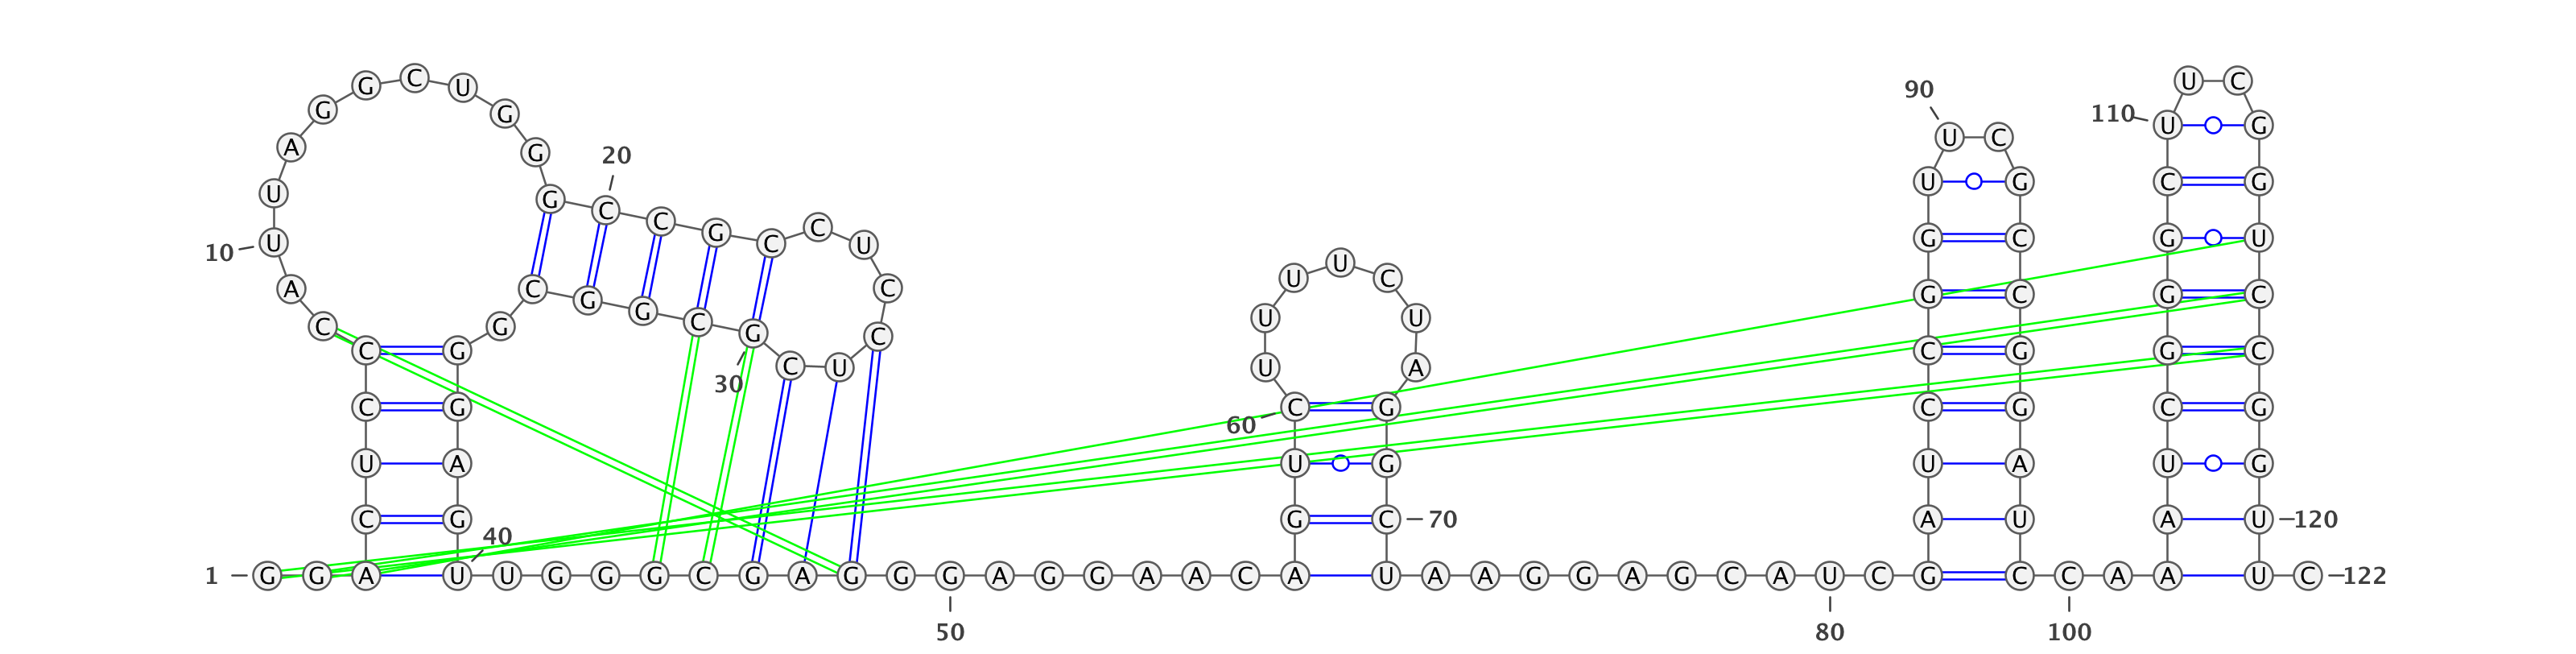 1
G G A C U C C C A U
10
U A G G C U G G G C
20
C G C C U C C U C G
30
C G G C G G G A G U
40
U G G G C G A G G G
50
A G G A A C A G U C
60
U U U U C U A G G C
70
U A A G G A G C A U
80
C G A U C C G G U U
90
C G C C G G A U C C
100
A A A U C G G G C U
110
U C G G U C C G G U
120
U C
122